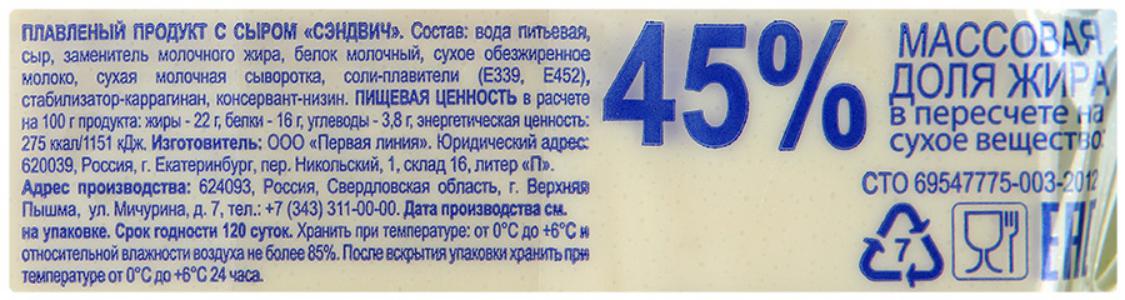 ПЛАВЛЕНЫЙ ПРОДУКТ С СЫРОМ «СЭНДВИЧ». Состав: вода питьевая,
сыр, заменитель молочного жира, белок молочный, сухое обезжиренное
молоко, сухая молочная сыворотка, соли-плавители (Е339, Е452),
стабилизатор-каррагинан, консервант-низин. ПИЩЕВАЯ ЦЕННОСТЬ в расчете
на 100 г продукта: жиры - 22 г, белки - 16 г, углеводы - 3,8 г, энергетическая ценность:
275 ккал/1151 кДж. Изготовитель: ООО «Первая линия». Юридический адрес:
620039, Россия, г. Екатеринбург, пер. Никольский, 1, склад 16, литер «П».
Адрес производства: 624093, Россия, Свердловская область, г. Верхняя
Пышма, ул. Мичурина, д. 7, тел.: +7 (343) 311-00-00. Дата производства см.
на упаковке. Срок годности 120 суток. Хранить при температуре: от 0°С до +6°С и
относительной влажности воздуха не более 85%. После вскрытия упаковки хранить при
температуре от 0°С до +6°С 24 часа.
45%
МАССОВАЯ
ДОЛЯ ЖИРА
в пересчете на
сухое вещество:
СТО 69547775-003-2012
7
ЕАС